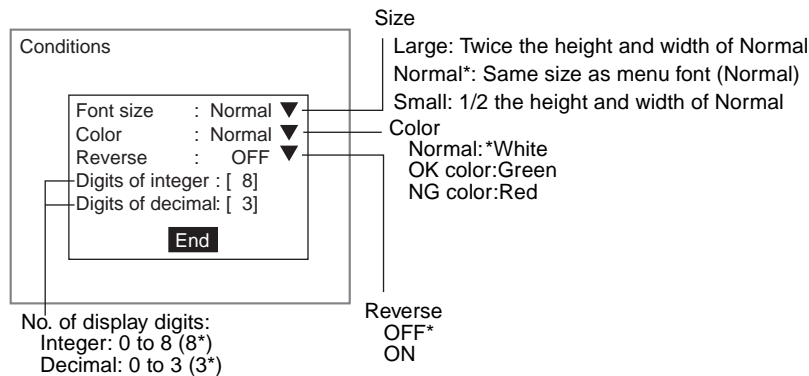 Conditions
Font size : Normal ▼
Color : Normal ▼
Reverse : OFF ▼
Digits of integer : [ 8]
Digits of decimal: [ 3]
End
Size
Large: Twice the height and width of Normal
Normal*: Same size as menu font (Normal)
Small: 1/2 the height and width of Normal
Color
Normal:*White
OK color:Green
NG color:Red
Reverse
OFF*
ON
No. of display digits:
Integer: 0 to 8 (8*)
Decimal: 0 to 3 (3*)